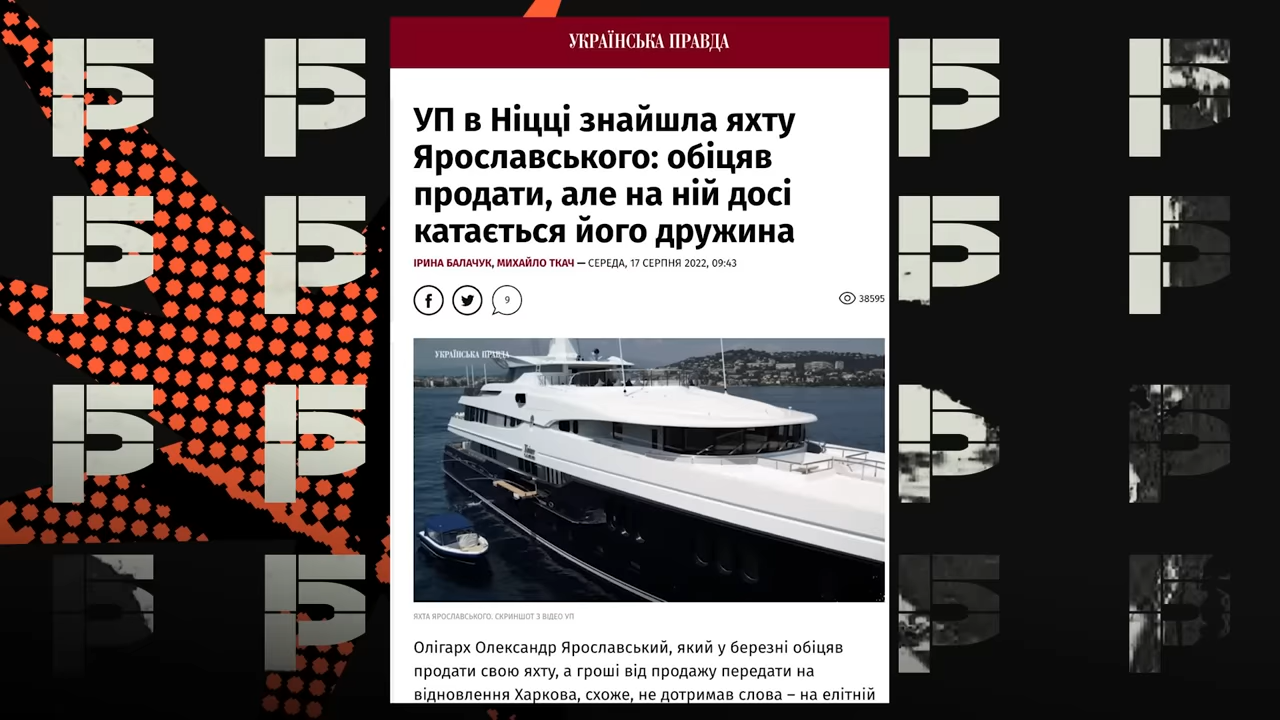 УКРАЇНСЬКА ПРАВДА
УП в Ніцці знайшла яхту
Ярославського: обіцяв
продати, але на ній досі
катається його дружина
ІРИНА БАЛАЧУК, МИХАЙЛО ТКАЧ — СЕРЕДА, 17 СЕРПНЯ 2022, 09:43
9
38595
УКРАЇНСЬКА ПРАВДА
ЯХТА ЯРОСЛАВСЬКОГО. СКРИНШОТ З ВІДЕО УП
Олігарх Олександр Ярославський, який у березні обіцяв
продати свою яхту, а гроші від продажу передати на
відновлення Харкова, схоже, не дотримав слова – на елітній
Б Б Б Б
Б Б Б Б
Б Б Б Б
Б Б Б Б